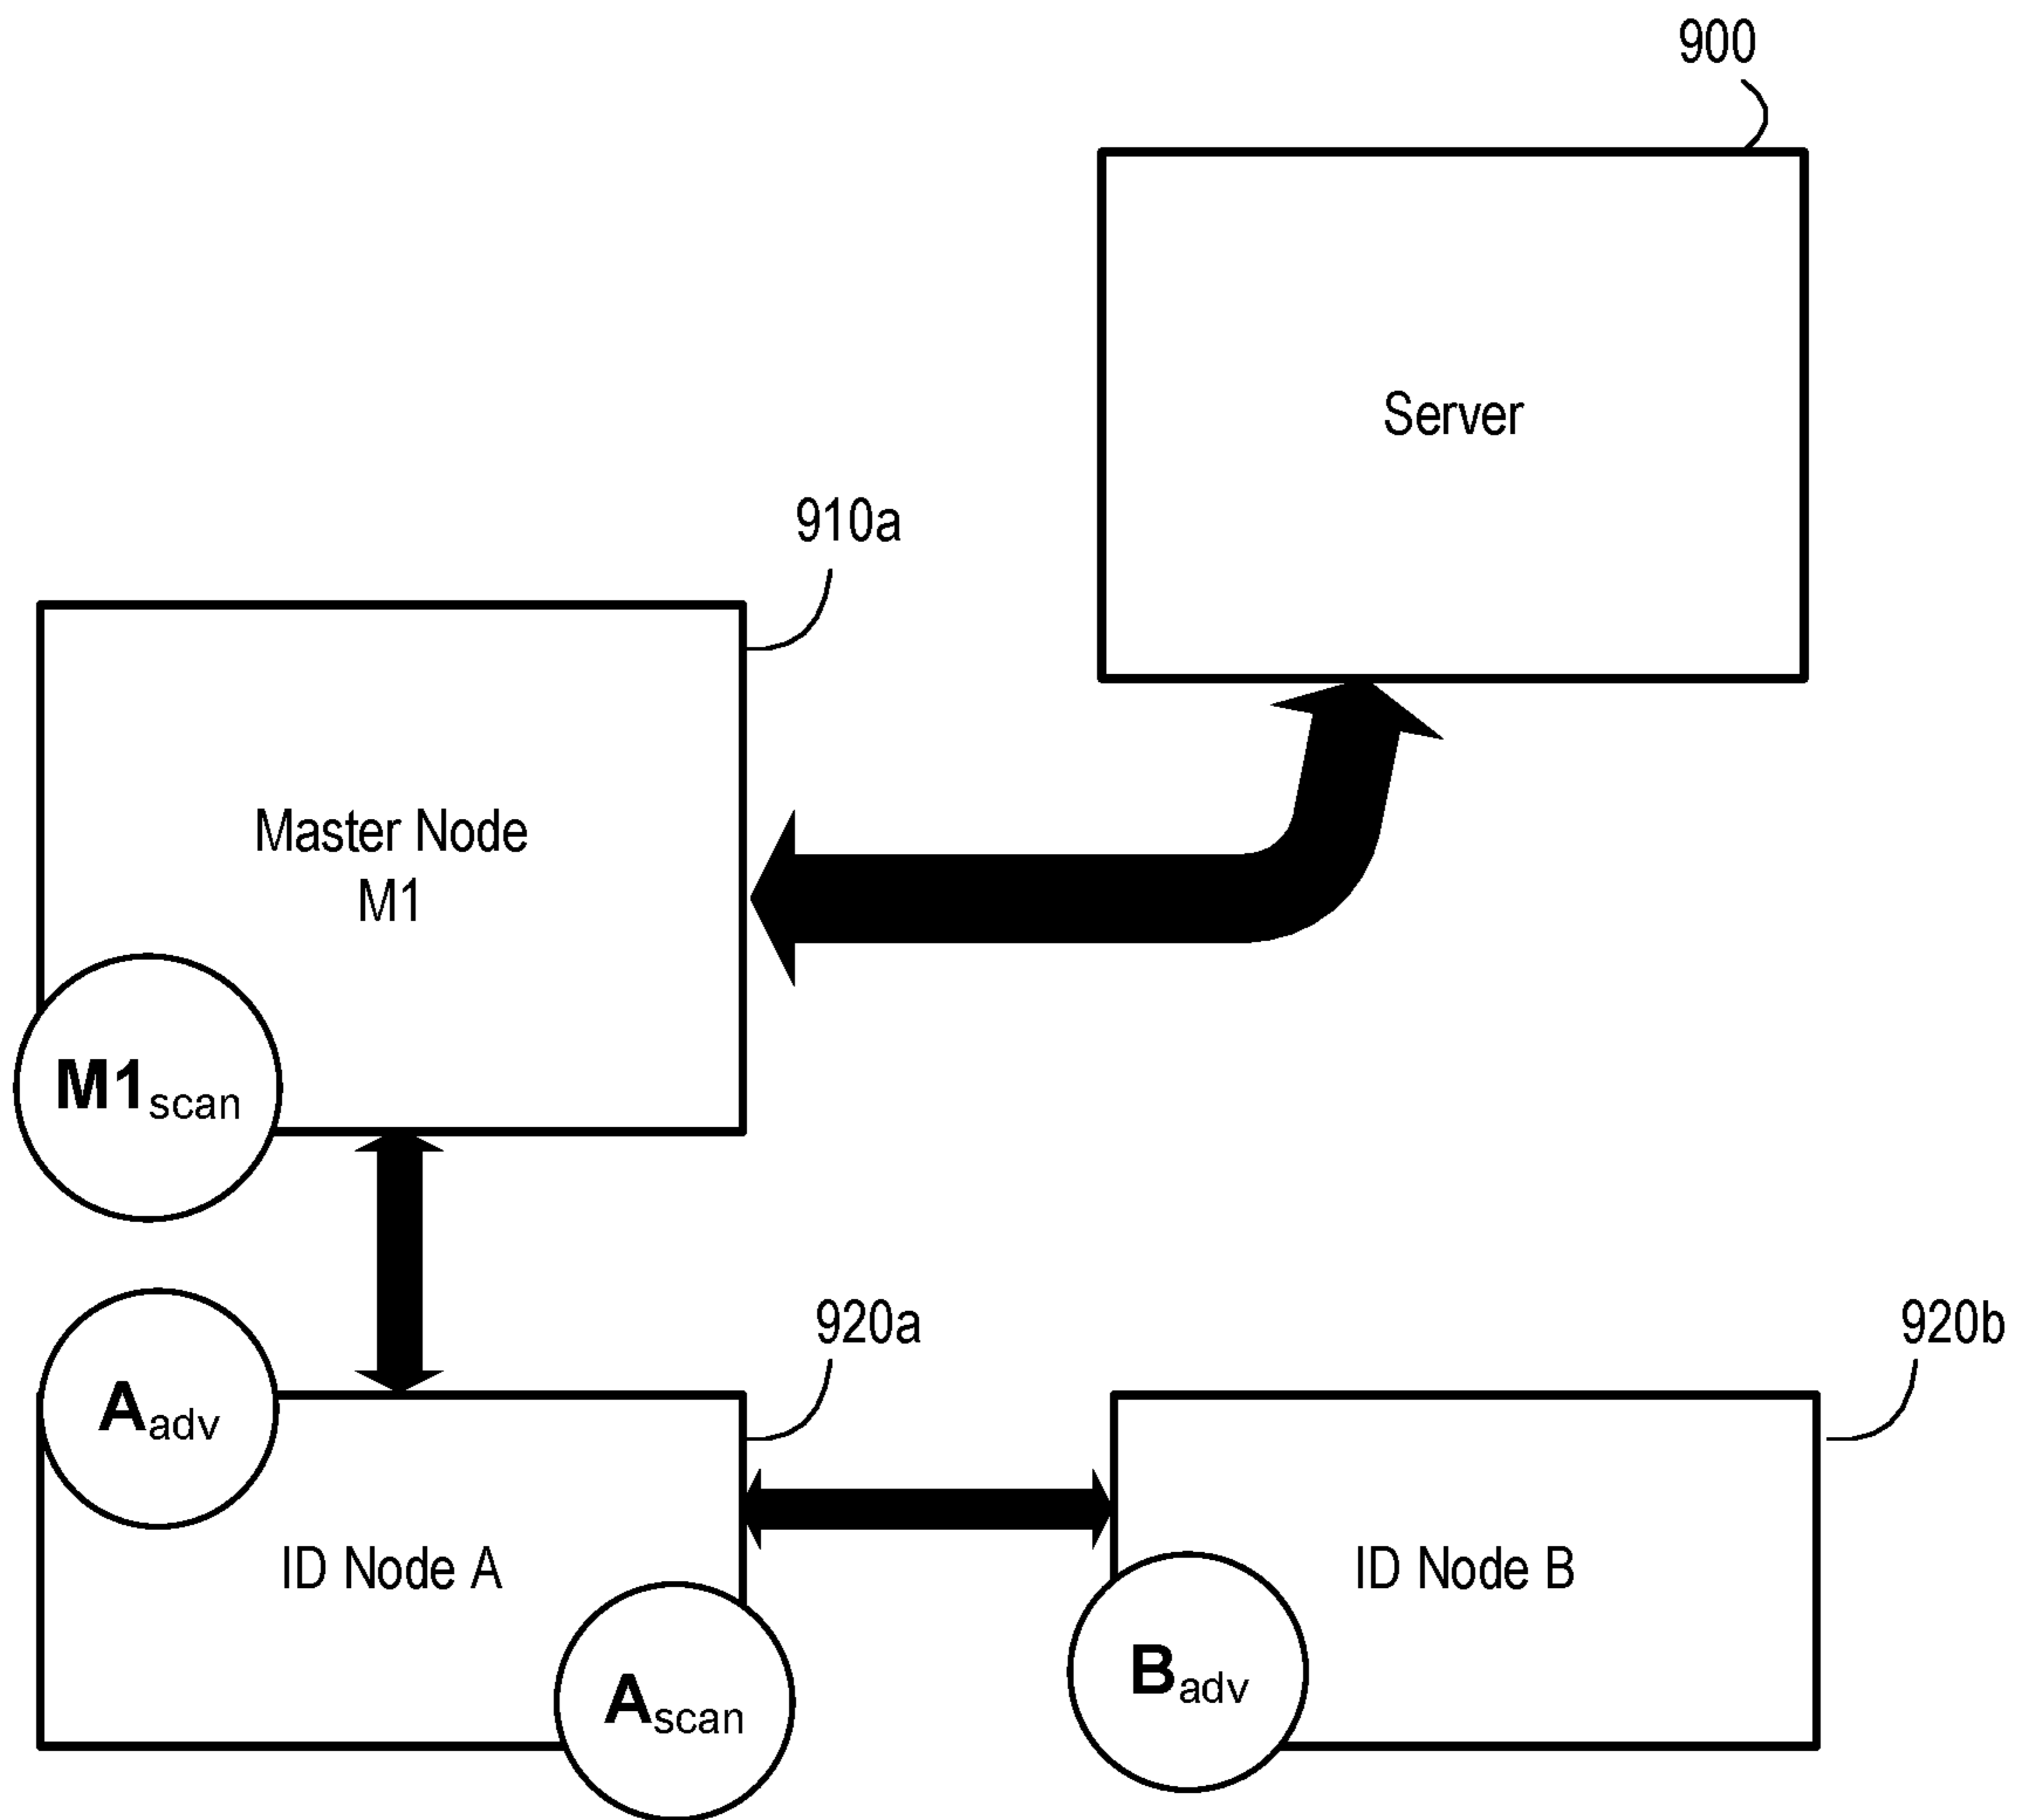 900
Server
910a
Master Node
M1
M1scan
Aadv
920a
920b
ID Node A
ID Node B
Ascan
Badv